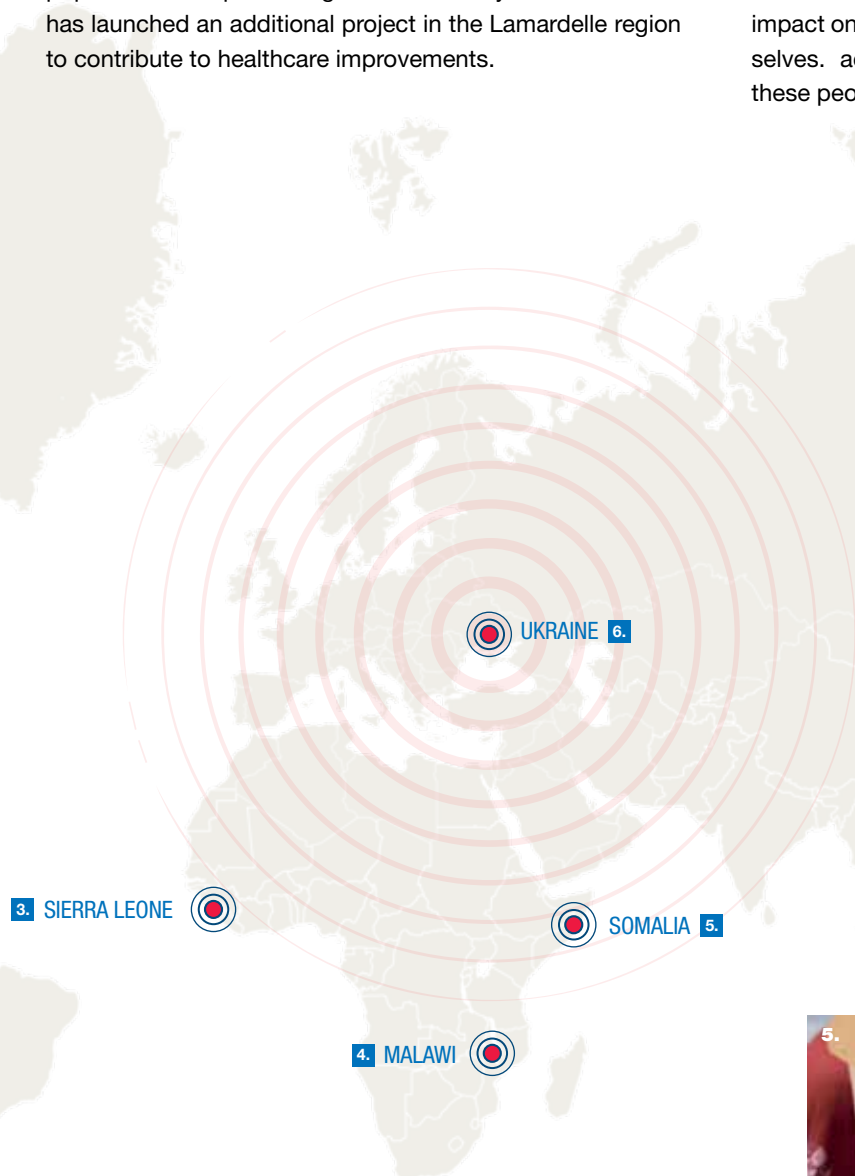 has launched an additional project in the Lamardelle region
to contribute to healthcare improvements.
impact on
selves.
these peo
UKRAINE 6.
3. SIERRA LEONE
SOMALIA 5.
4. MALAWI
5.